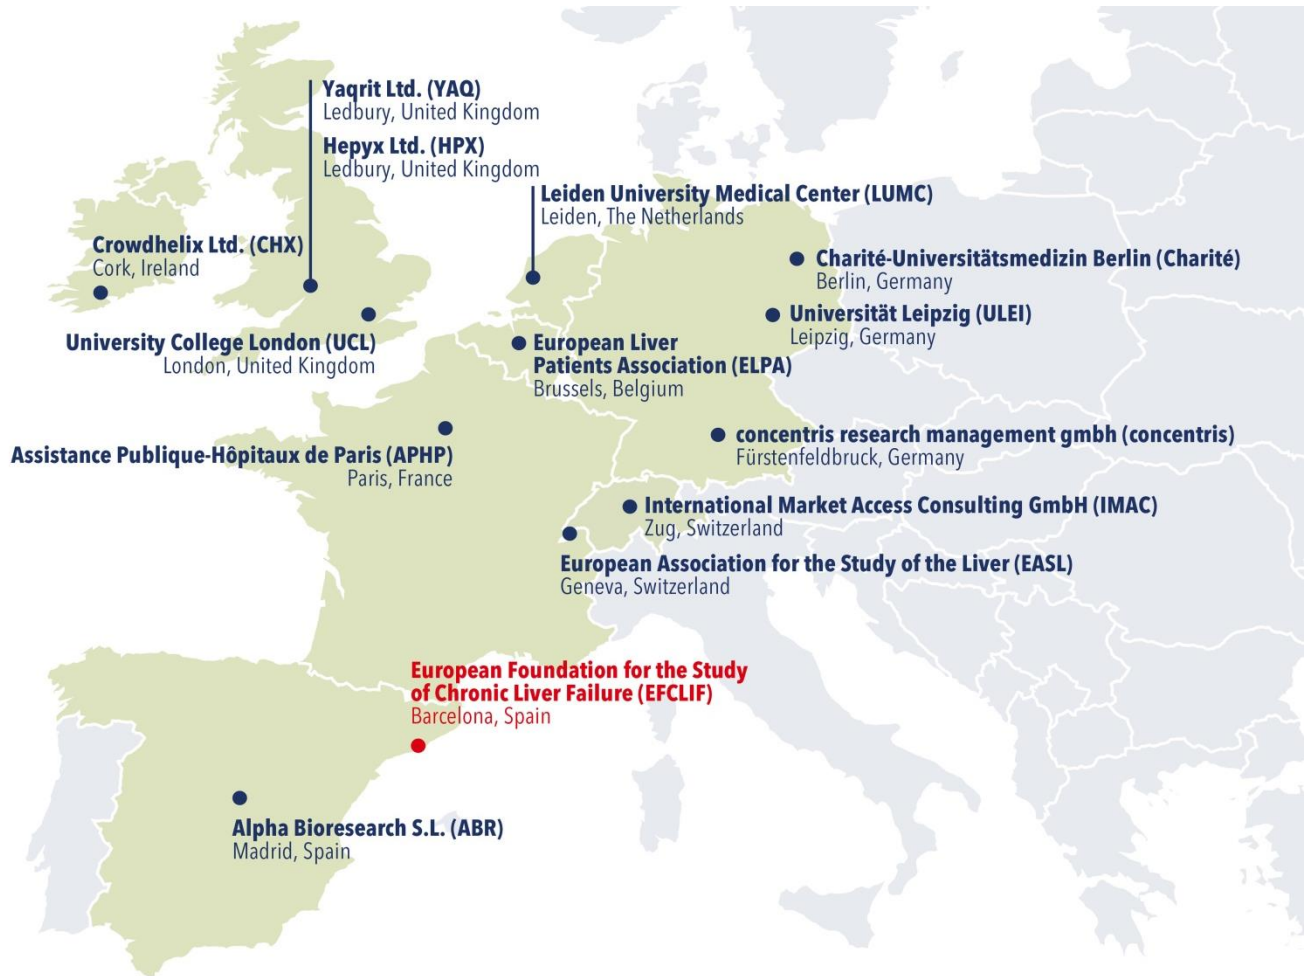 Yaqrit Ltd. (YAQ)
Ledbury, United Kingdom
Hepyx Ltd. (HPX)
Ledbury, United Kingdom
Leiden University Medical Center (LUMC)
Leiden, The Netherlands
Crowdhelix Ltd. (CHX)
Cork, Ireland
Charité-Universitätsmedizin Berlin (Charité)
Berlin, Germany
Universität Leipzig (ULEI)
Leipzig, Germany
University College London (UCL)
London, United Kingdom
European Liver
Patients Association (ELPA)
Brussels, Belgium
concentris research management gmbh (concentris)
Fürstenfeldbruck, Germany
Assistance Publique-Hôpitaux de Paris (APHP)
Paris, France
International Market Access Consulting GmbH (IMAC)
Zug, Switzerland
European Association for the Study of the Liver (EASL)
Geneva, Switzerland
European Foundation for the Study
of Chronic Liver Failure (EFCLIF)
Barcelona, Spain
Alpha Bioresearch S.L. (ABR)
Madrid, Spain